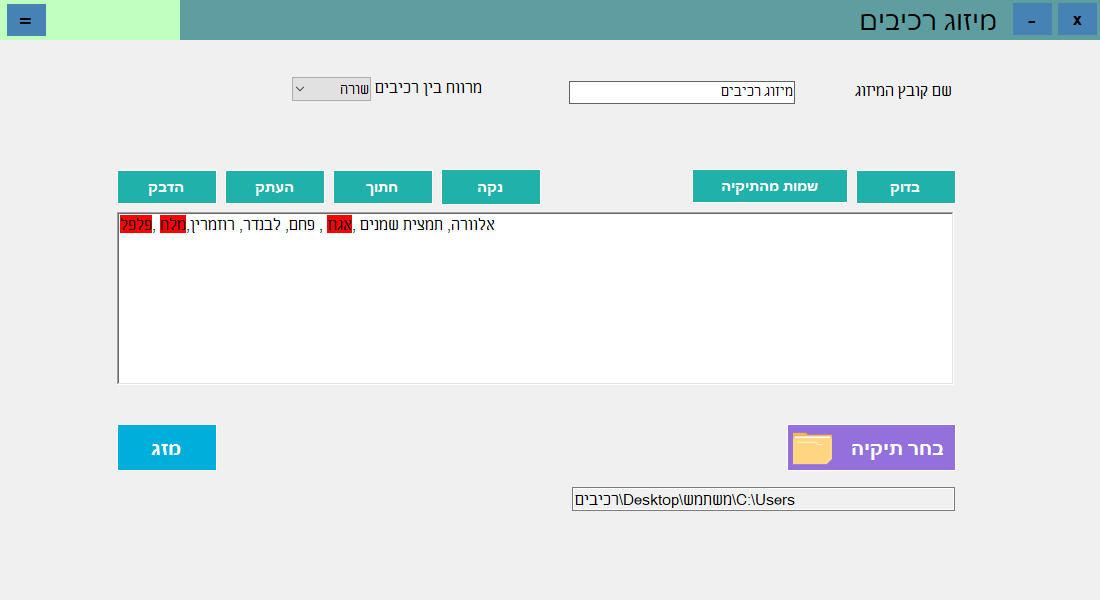 x
-
מיזוג רכיבים
=
שם קובץ המיזוג
מיזוג רכיבים
מרווח בין רכיבים
שורה
בדוק
שמות מהתיקיה
נקה
חתוך
העתק
הדבק
אלוורה, תמצית שמנים ,אגוז , פחם, לבנדר, רוזמרין,מלח ,פלפל
בחר תיקיה
מזג
C:\Users\משתמש\Desktop\רכיבים